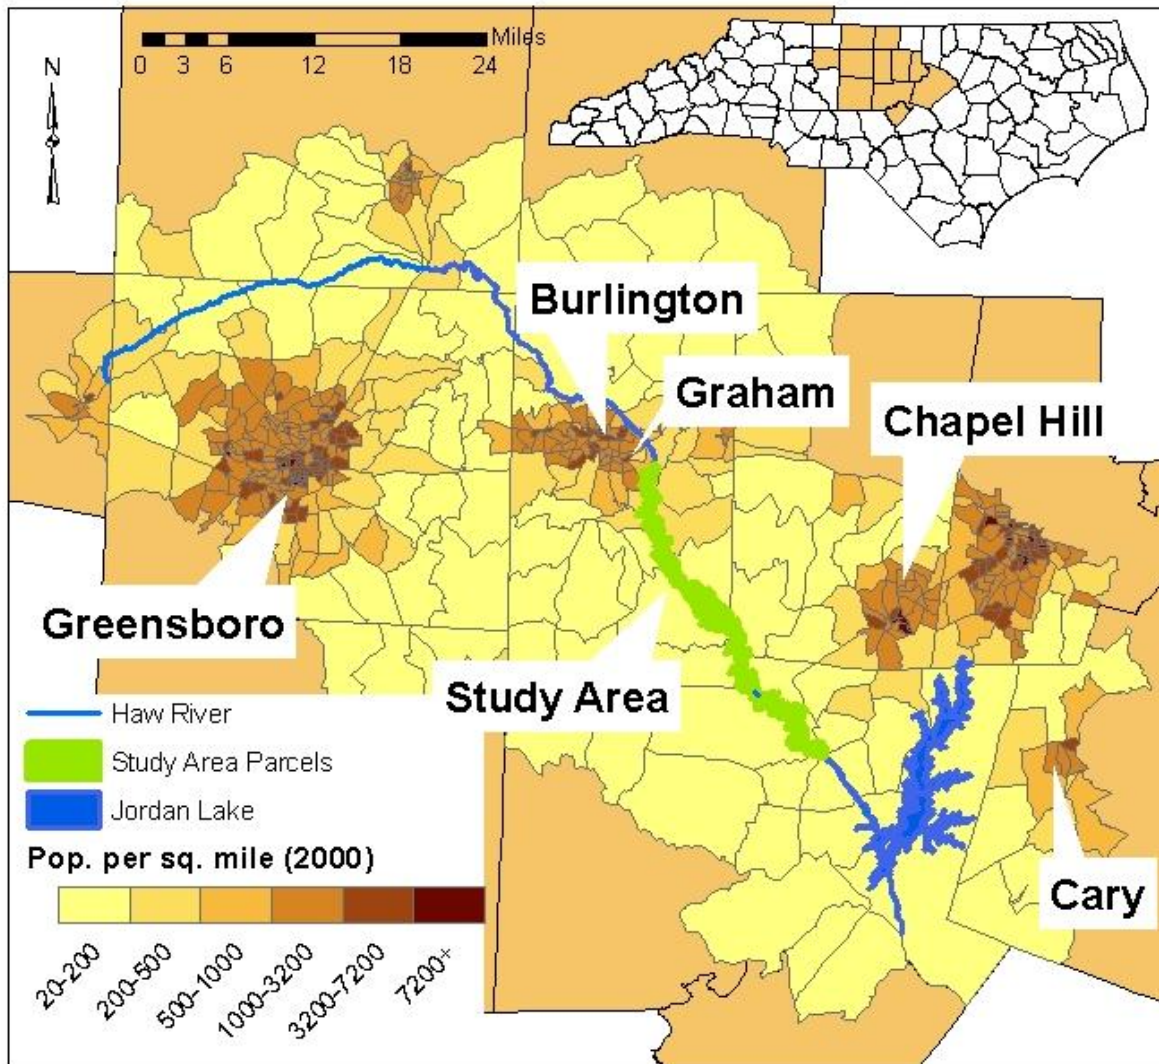 Miles
0 3 6 12 18 24
N
Burlington
Graham
Chapel Hill
Greensboro
Study Area
Cary
Haw River
Study Area Parcels
Jordan Lake
Pop. per sq. mile (2000)
20-200
200-500
500-1000
1000-3200
3200-7200
7200+